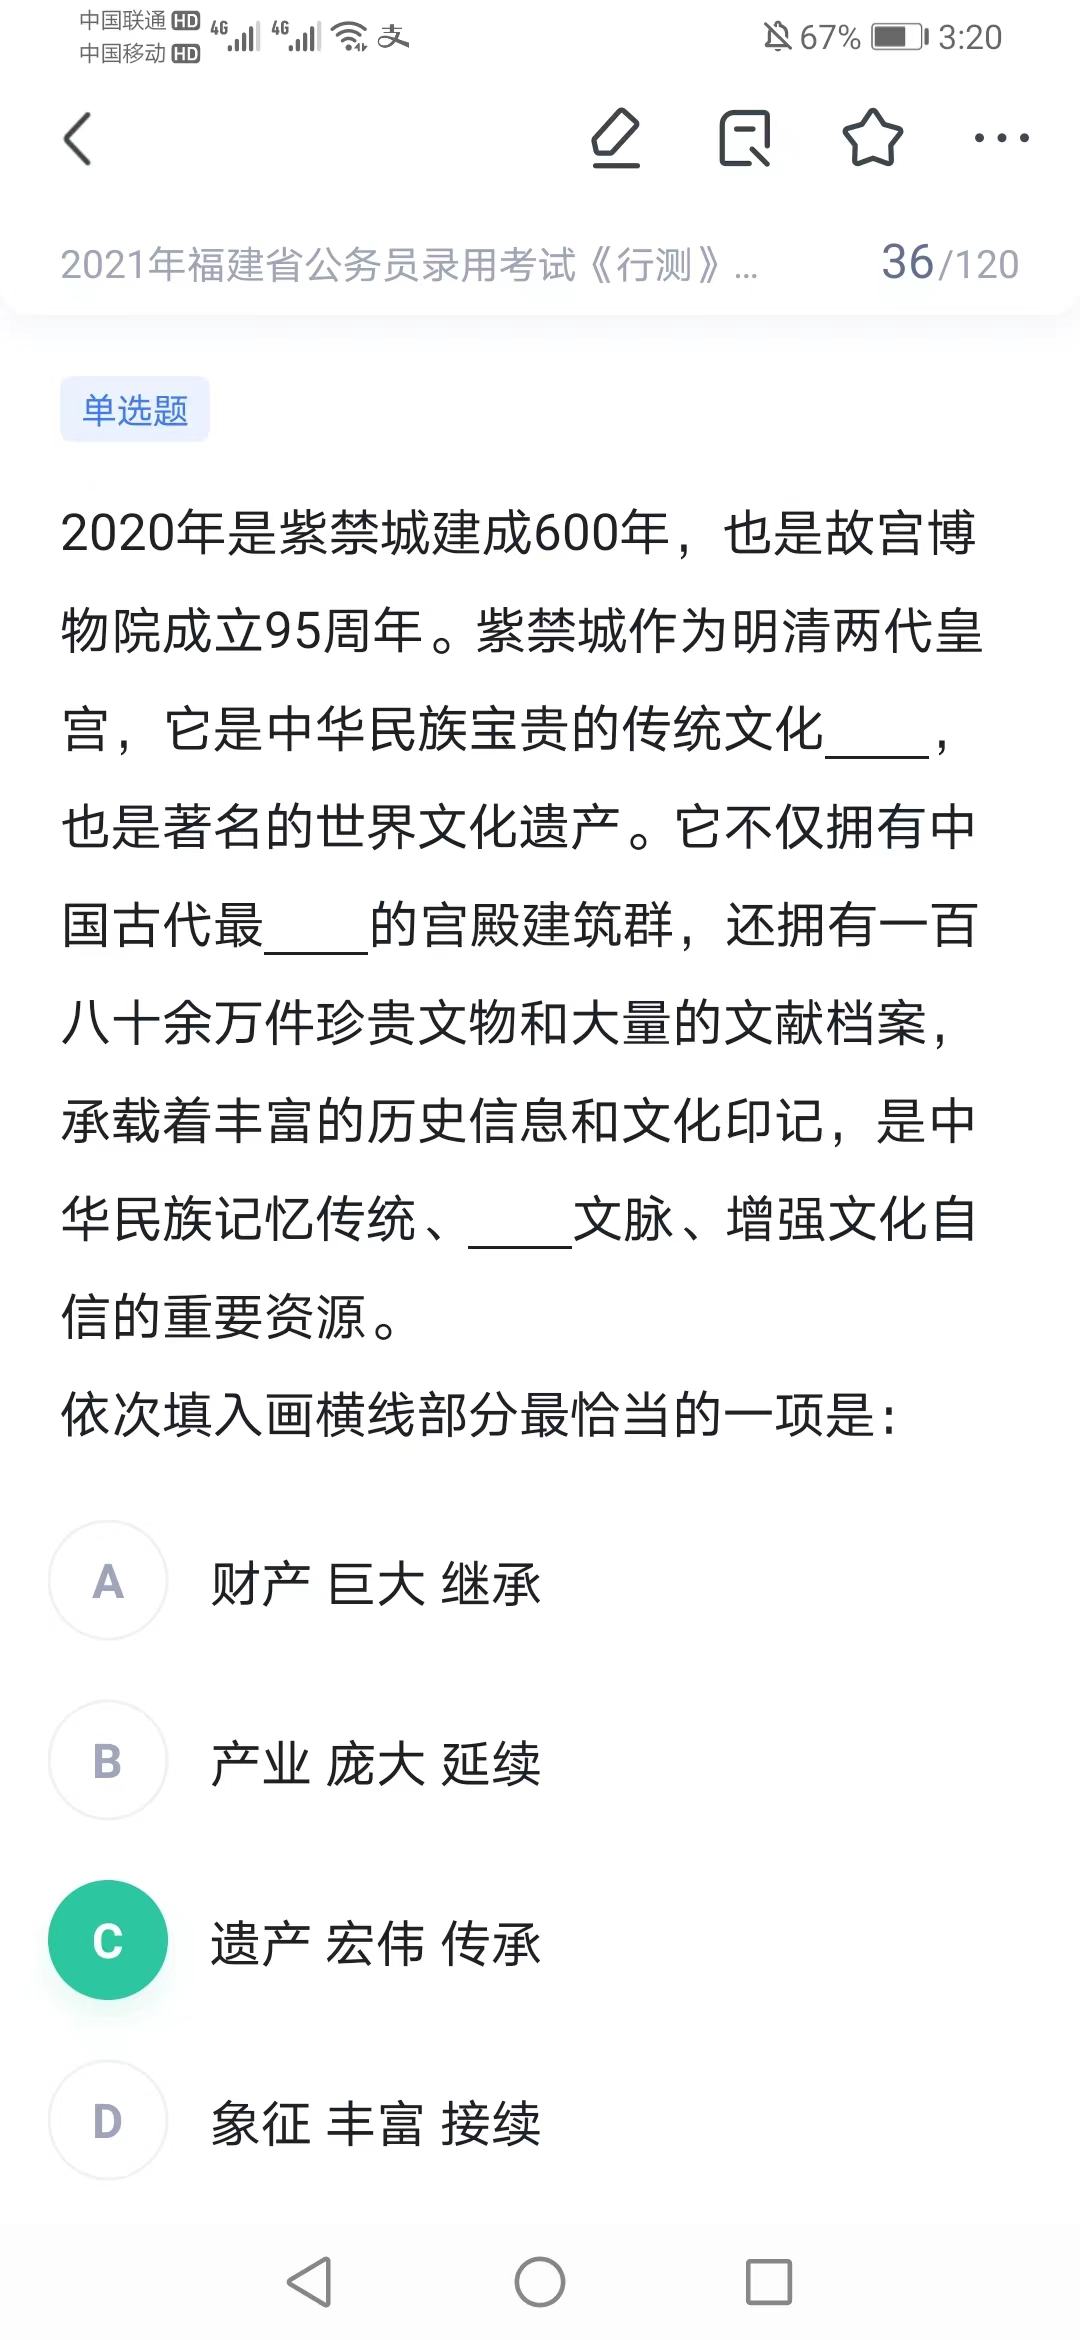 中国联通 HD 4G 4G 支 67% 3:20
中国移动 HD
2021年福建省公务员录用考试《行测》... 36/120
单选题
2020年是紫禁城建成600年，也是故宫博
物院成立95周年。紫禁城作为明清两代皇
宫，它是中华民族宝贵的传统文化____，
也是著名的世界文化遗产。它不仅拥有中
国古代最____的宫殿建筑群，还拥有一百
八十余万件珍贵文物和大量的文献档案，
承载着丰富的历史信息和文化印记，是中
华民族记忆传统、____文脉、增强文化自
信的重要资源。
依次填入画横线部分最恰当的一项是：
A 财产 巨大 继承
B 产业 庞大 延续
C 遗产 宏伟 传承
D 象征 丰富 接续